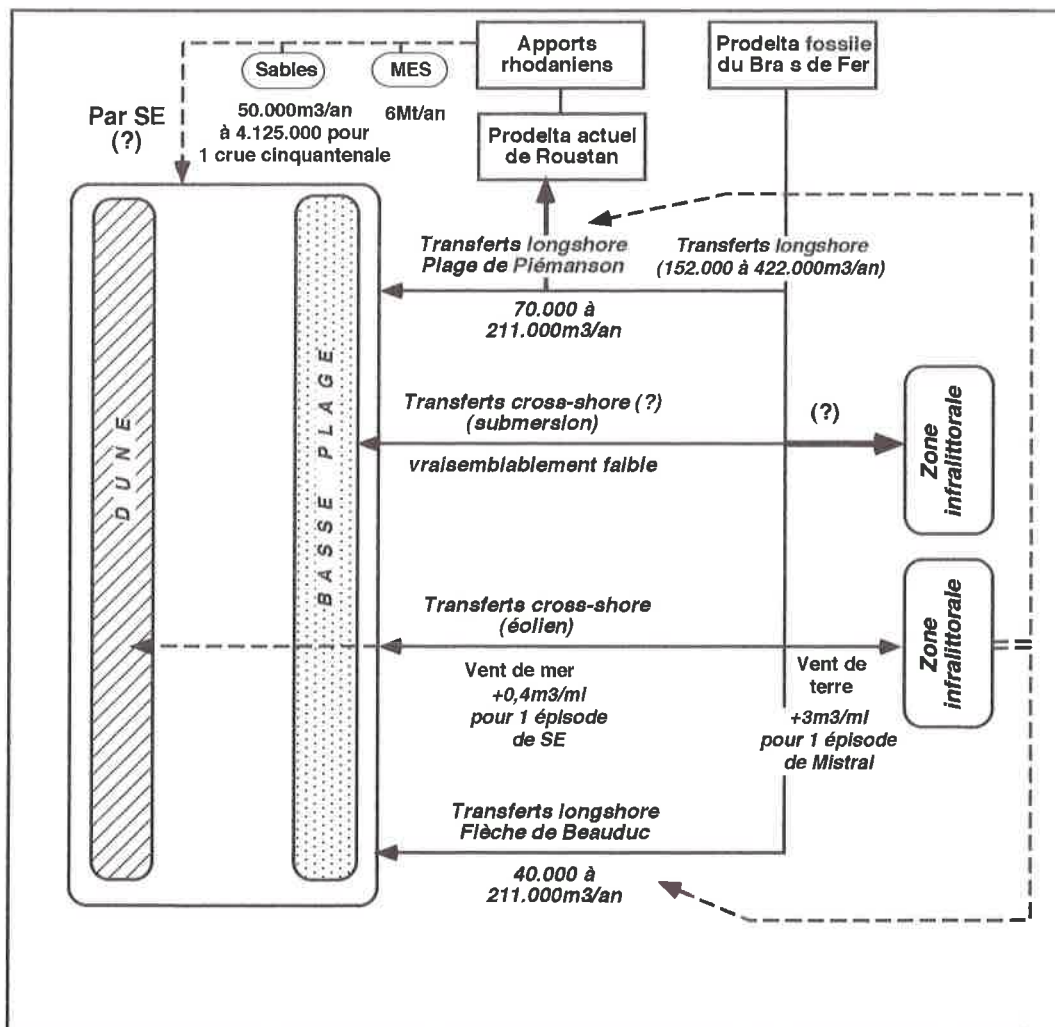 Apports
rhodaniens
Prodelta fossile
du Bra s de Fer
Sables
MES
50.000m3/an
à 4.125.000 pour
1 crue cinquantenale
6Mt/an
Par SE
(?)
Prodelta actuel
de Roustan
Transferts longshore
Plage de Piémanson
Transferts longshore
(152.000 à 422.000m3/an)
70.000 à
211.000m3/an
DUNE
BASSE PLAGE
Transferts cross-shore (?)
(submersion)
vraisemblablement faible
(?)
Zone
infralittorale
Transferts cross-shore
(éolien)
Vent de mer
+0,4m3/ml
pour 1 épisode
de SE
Vent de
terre
+3m3/ml
pour 1 épisode
de Mistral
Zone
infralittorale
Transferts longshore
Flèche de Beauduc
40.000 à
211.000m3/an